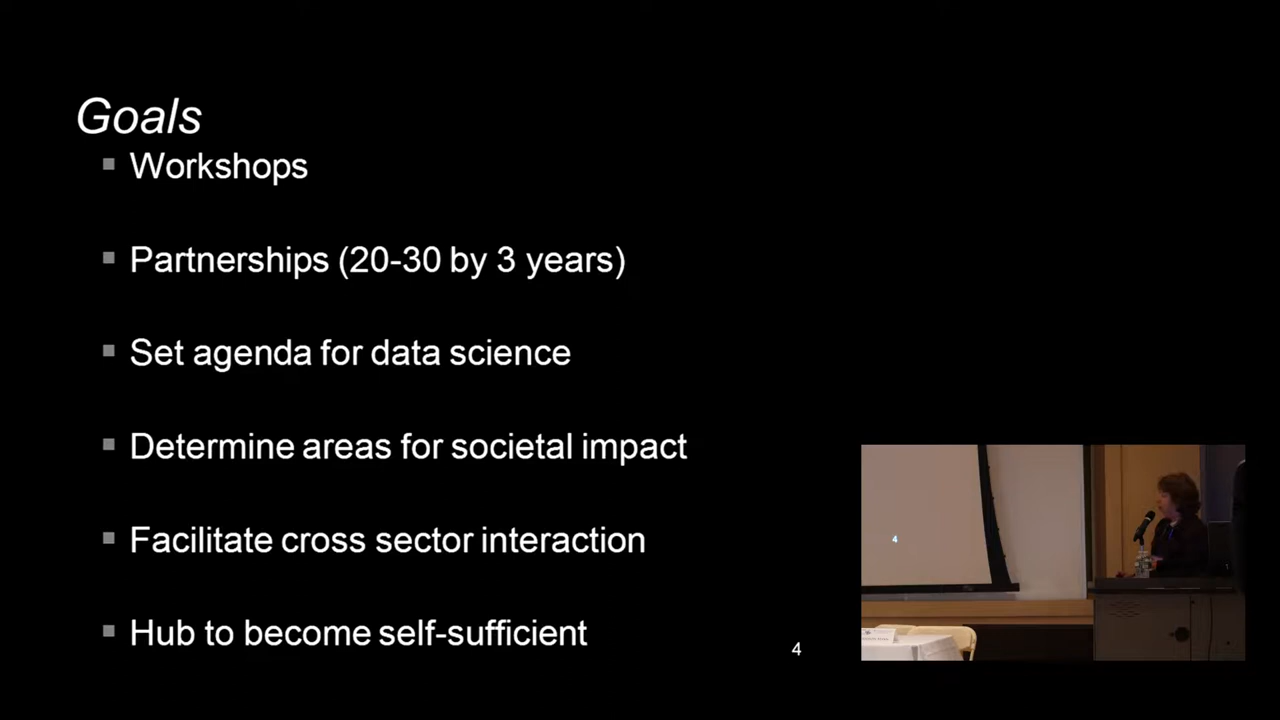 Goals
Workshops
Partnerships (20-30 by 3 years)
Set agenda for data science
Determine areas for societal impact
Facilitate cross sector interaction
Hub to become self-sufficient
4
4